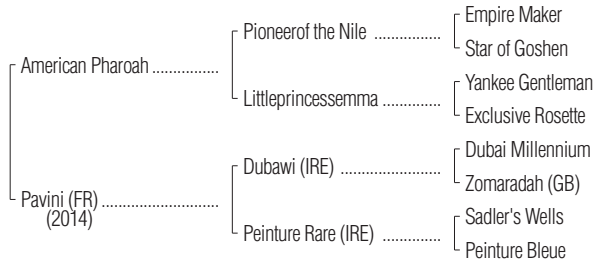 Empire Maker
Pioneerof the Nile ................
Star of Goshen
American Pharoah ................
Yankee Gentleman
Littleprincessemma ..............
Exclusive Rosette
Dubai Millennium
Dubawi (IRE) ........................
Zomaradah (GB)
Pavini (FR) ............................
(2014)
Sadler's Wells
Peinture Rare (IRE) ..............
Peinture Bleue